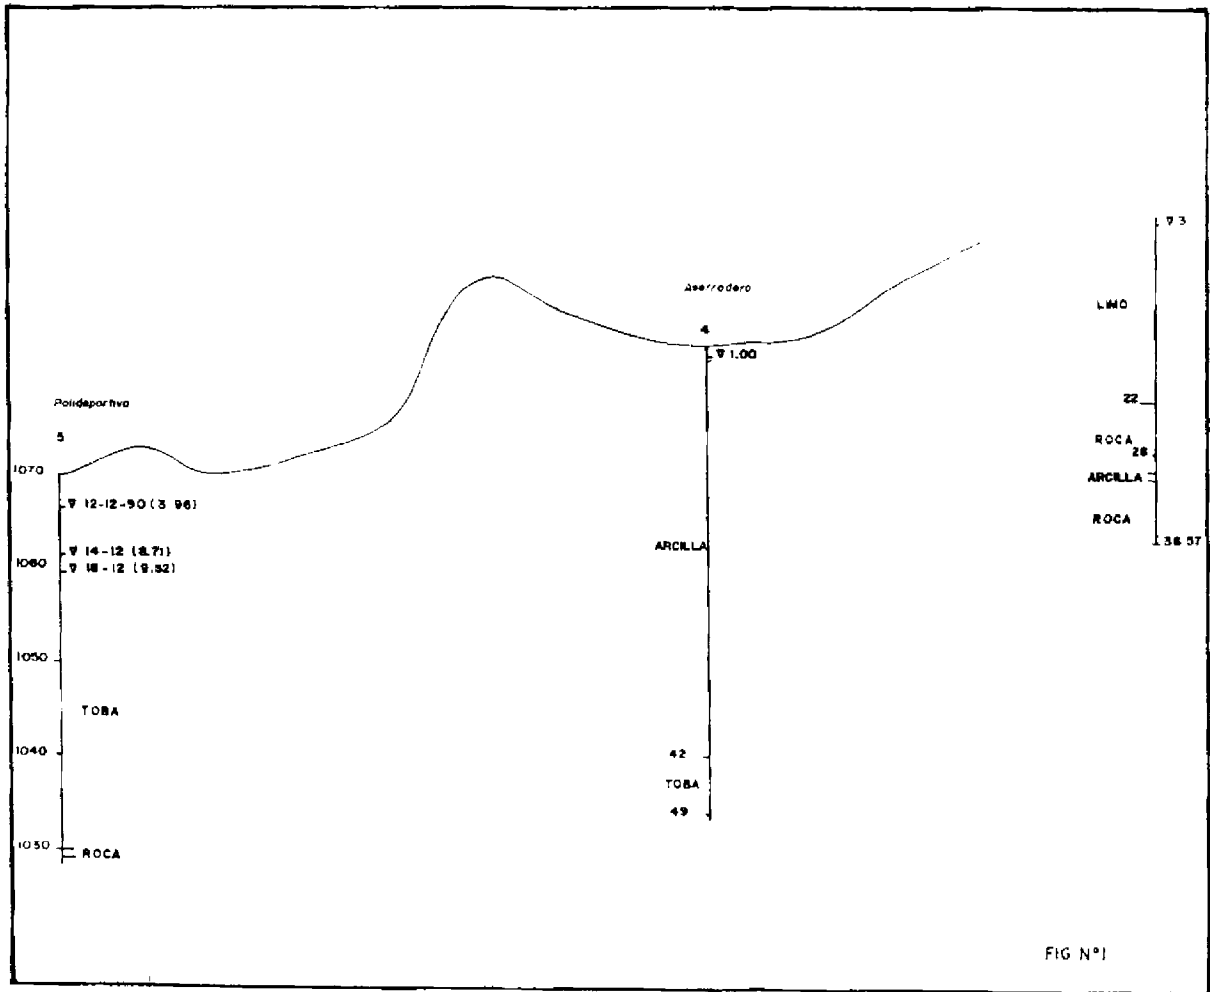 Polideportivo
5
1070
▽ 12-12-90 (3.96)
▽ 14-12 (8.71)
1060
▽ 18-12 (9.52)
1050
TOBA
1040
1030
ROCA
Aserradero
4
▽ 1.00
ARCILLA
42
TOBA
49
▽ 3
LIMO
22
ROCA
28
ARCILLA
ROCA
38.57
FIG Nº1